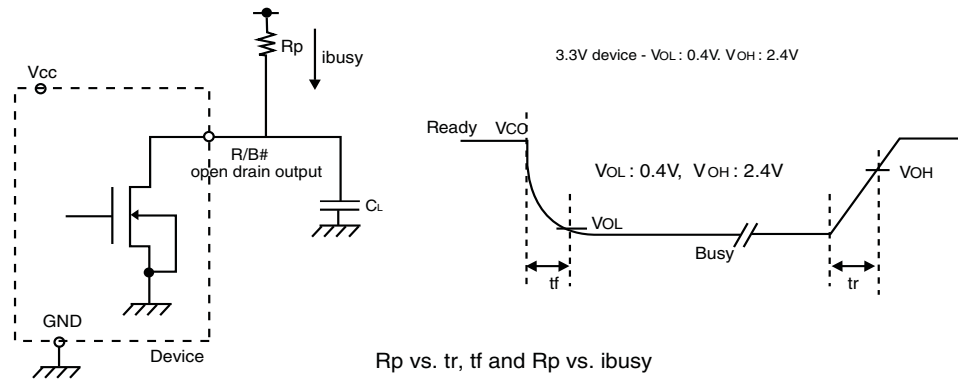 Rp
ibusy
Vcc
R/B#
open drain output
CL
GND
Device
3.3V device - VOL : 0.4V. VOH : 2.4V
Ready VCC
VOL : 0.4V, VOH : 2.4V
VOH
VOL
Busy
tf
tr
Rp vs. tr, tf and Rp vs. ibusy